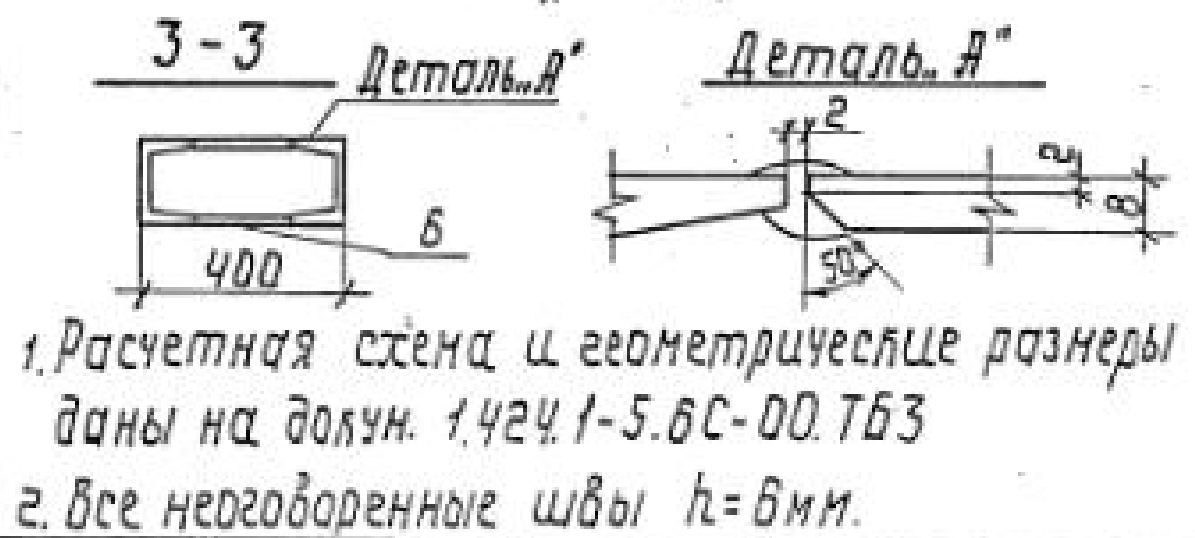 3-3
Деталь „А"
Деталь „А"
2
2
8
50
6
400
1. Расчетная схема и геометрические размеры
даны на докум. 1.424.1-5.6С-00.ТБ3
2. Все неоговоренные швы h=6мм.